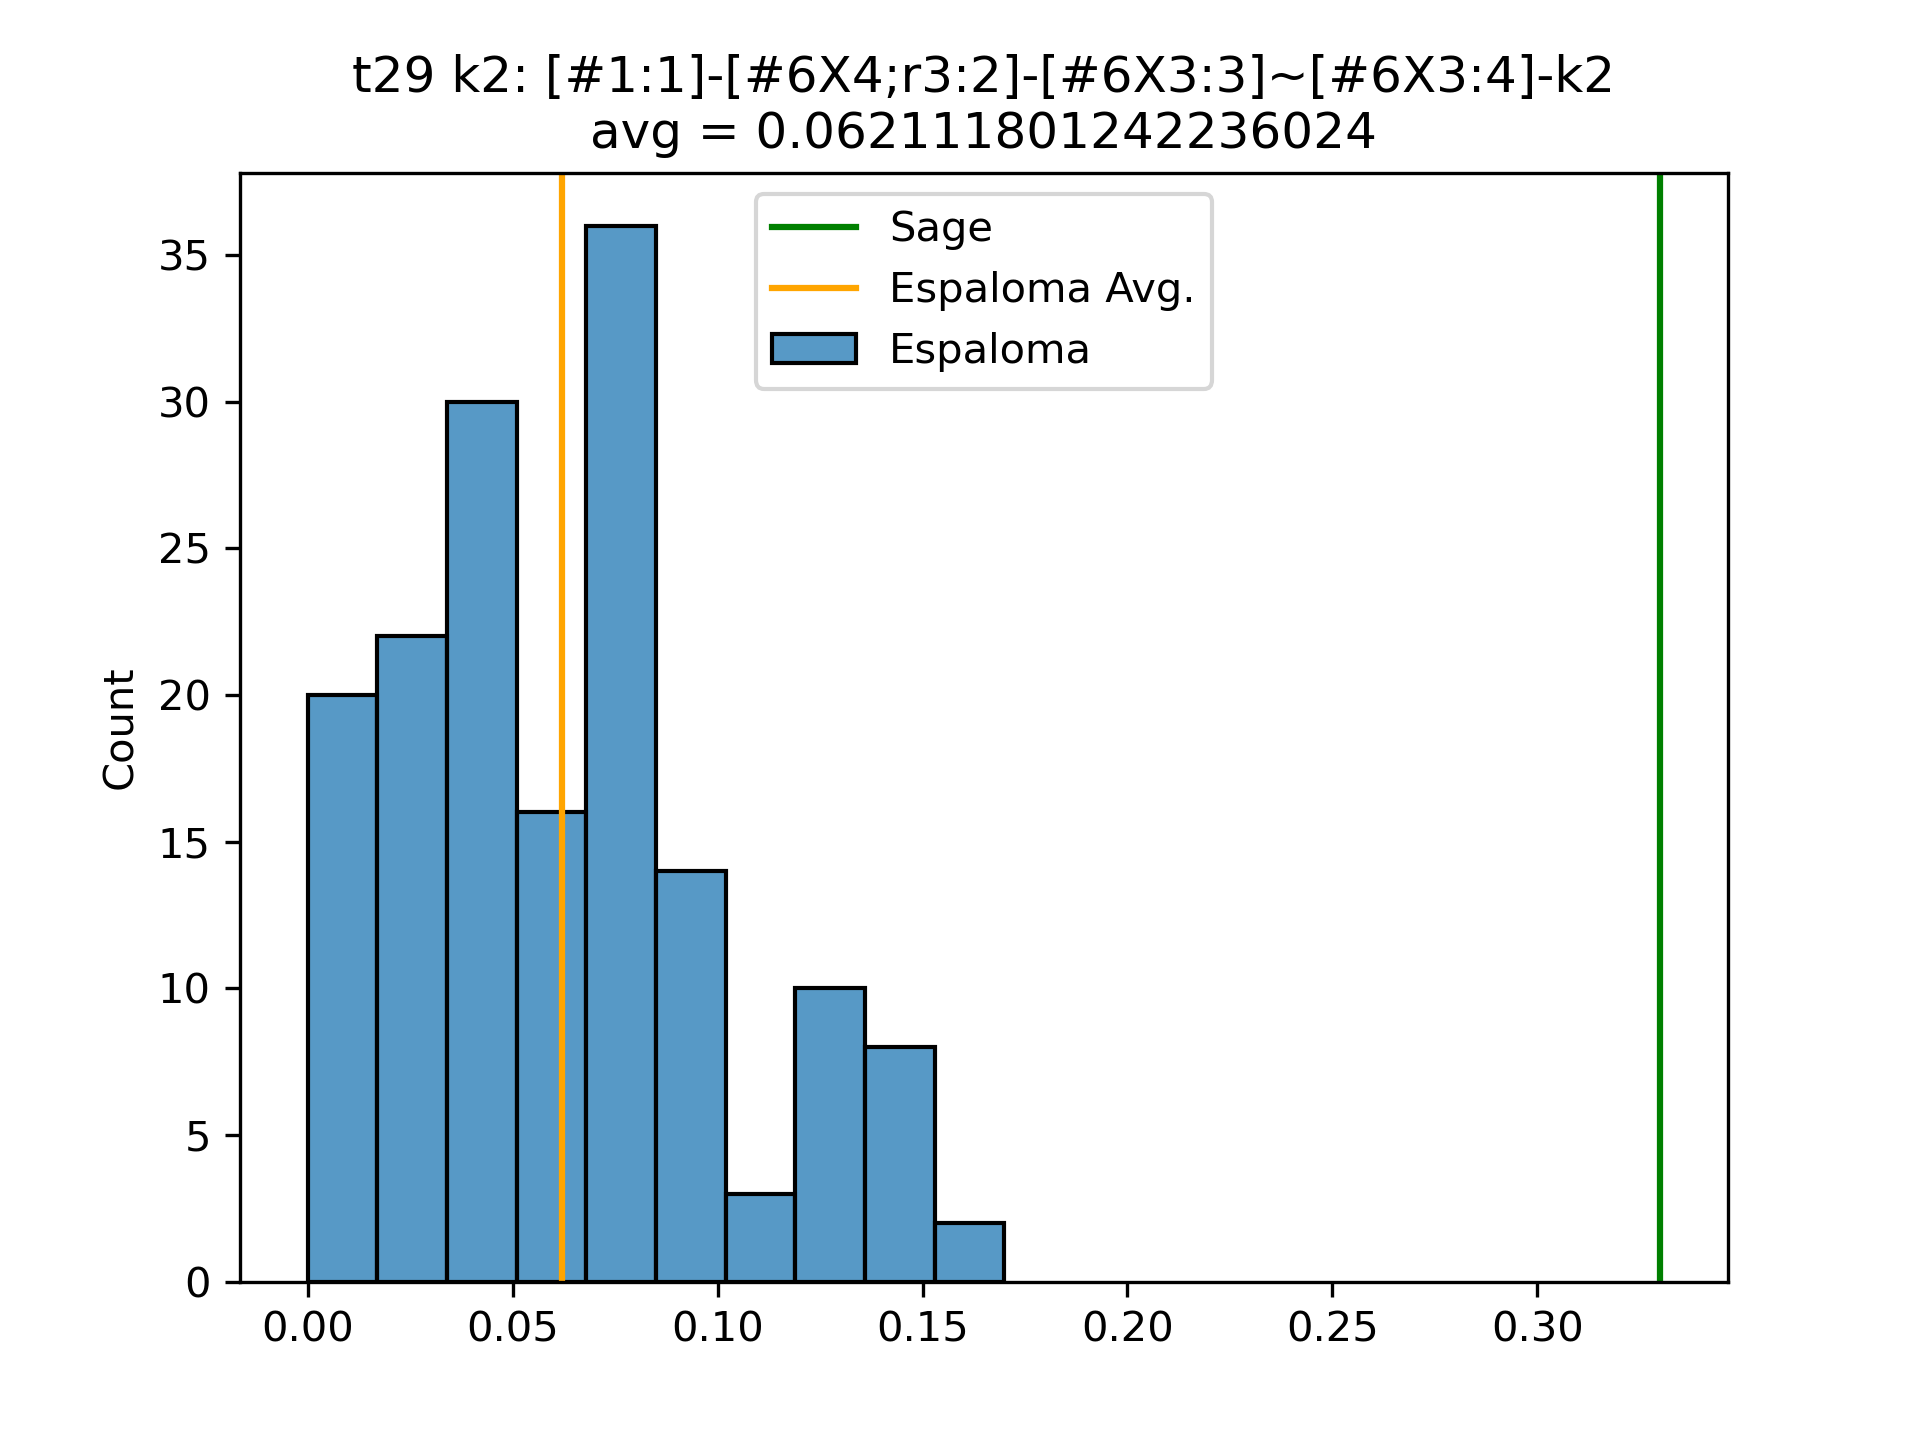 t29 k2: [#1:1]-[#6X4;r3:2]-[#6X3:3]~[#6X3:4]-k2
avg = 0.062111801242236024
Sage
Espaloma Avg.
Espaloma
Count
35
30
25
20
15
10
5
0
0.00 0.05 0.10 0.15 0.20 0.25 0.30